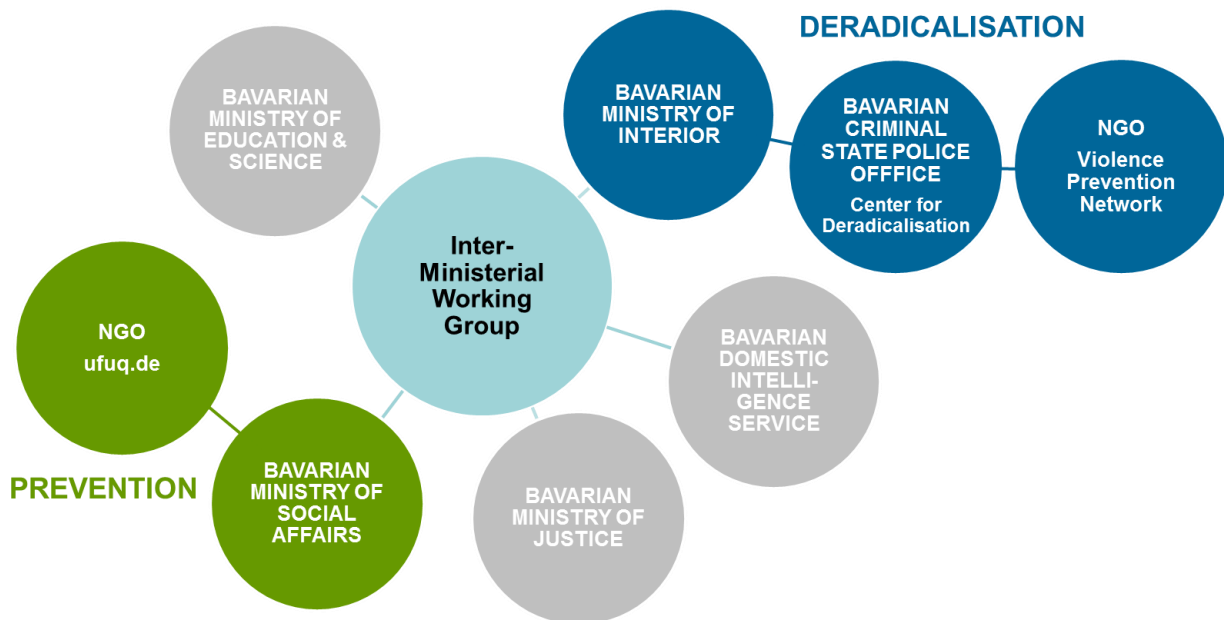 DERADICALISATION
BAVARIAN
MINISTRY OF
EDUCATION &
SCIENCE
BAVARIAN
MINISTRY OF
INTERIOR
BAVARIAN
CRIMINAL
STATE POLICE
OFFFICE
Center for
Deradicalisation
NGO
Violence
Prevention
Network
Inter-
Ministerial
Working
Group
NGO
ufuq.de
BAVARIAN
DOMESTIC
INTELLI-
GENCE
SERVICE
PREVENTION
BAVARIAN
MINISTRY OF
SOCIAL
AFFAIRS
BAVARIAN
MINISTRY OF
JUSTICE